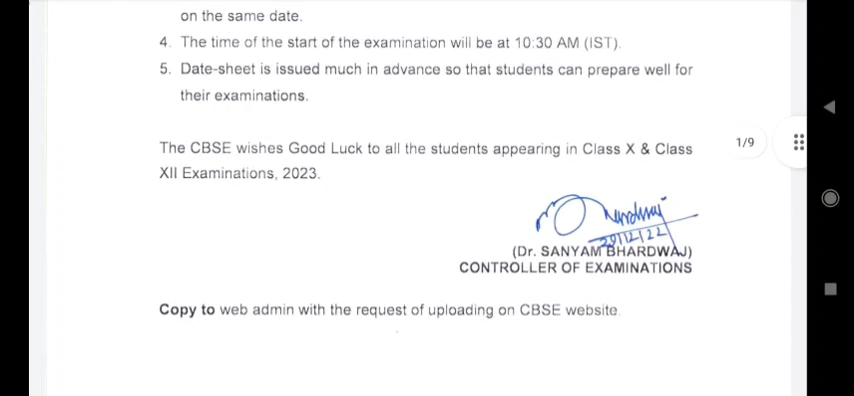 on the same date.
4. The time of the start of the examination will be at 10:30 AM (IST).
5. Date-sheet is issued much in advance so that students can prepare well for
their examinations.
The CBSE wishes Good Luck to all the students appearing in Class X & Class
1/9
XII Examinations, 2023.
29/12/22
(Dr. SANYAM BHARDWAJ)
CONTROLLER OF EXAMINATIONS
Copy to web admin with the request of uploading on CBSE website.